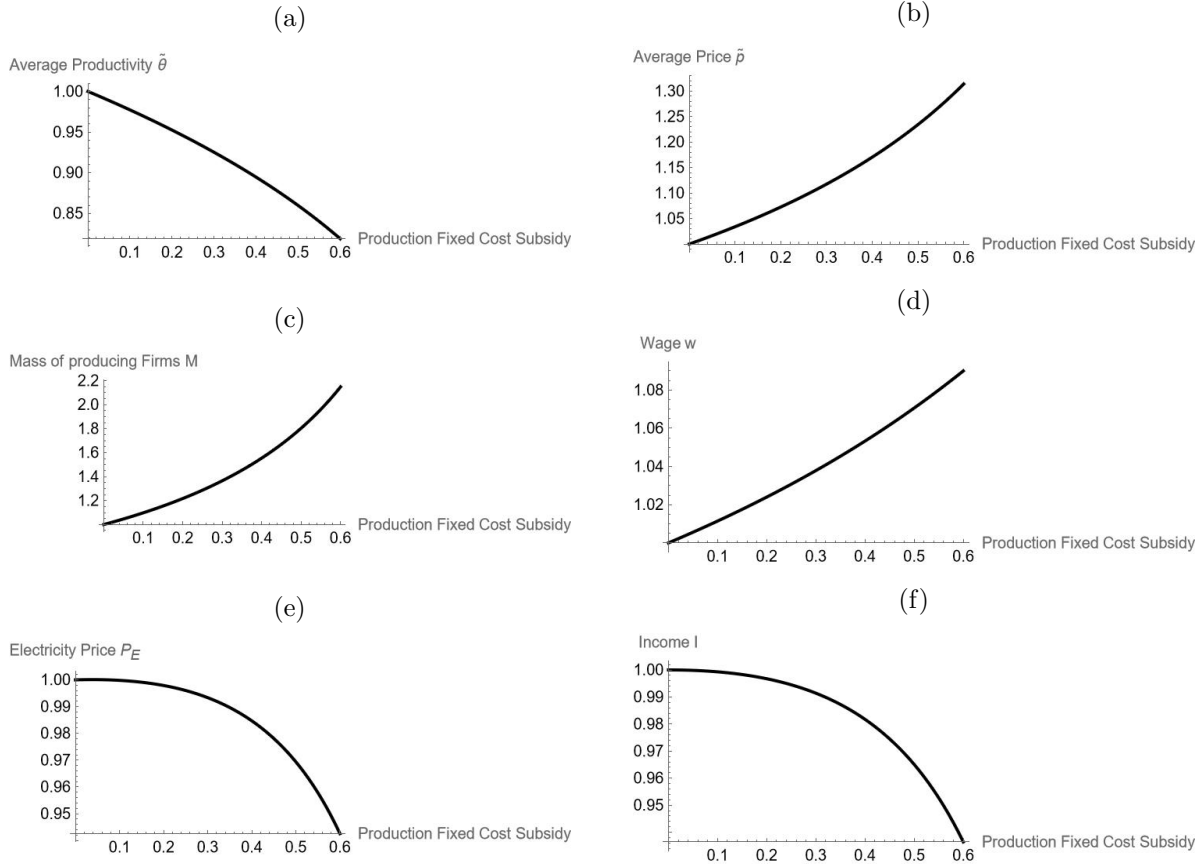 (a)
Average Productivity θ̃
1.00
0.95
0.90
0.85
0.1 0.2 0.3 0.4 0.5 0.6
Production Fixed Cost Subsidy
(b)
Average Price p̃
1.30
1.25
1.20
1.15
1.10
1.05
0.1 0.2 0.3 0.4 0.5 0.6
Production Fixed Cost Subsidy
(c)
Mass of producing Firms M
2.2
2.0
1.8
1.6
1.4
1.2
0.1 0.2 0.3 0.4 0.5 0.6
Production Fixed Cost Subsidy
(d)
Wage w
1.08
1.06
1.04
1.02
0.1 0.2 0.3 0.4 0.5 0.6
Production Fixed Cost Subsidy
(e)
Electricity Price P_E
1.00
0.99
0.98
0.97
0.96
0.95
0.1 0.2 0.3 0.4 0.5 0.6
Production Fixed Cost Subsidy
(f)
Income I
1.00
0.99
0.98
0.97
0.96
0.95
0.1 0.2 0.3 0.4 0.5 0.6
Production Fixed Cost Subsidy